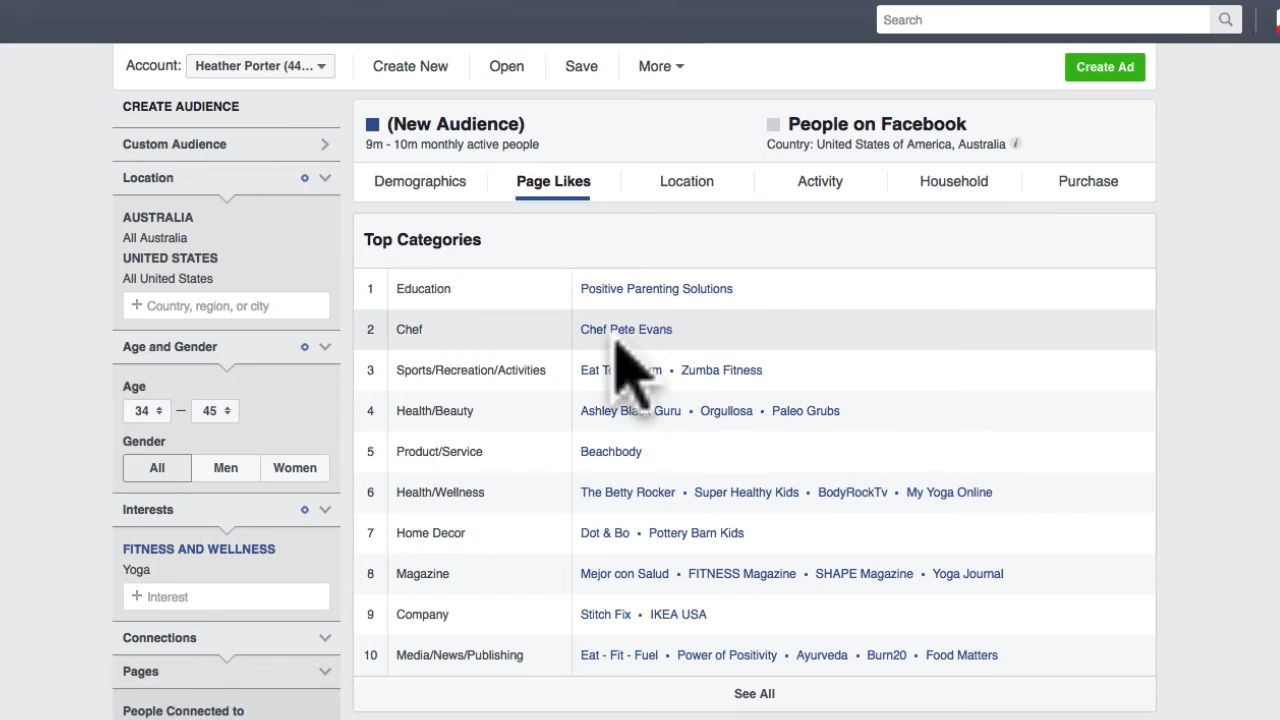 Search
Account: Heather Porter (44... Create New Open Save More Create Ad
CREATE AUDIENCE
Custom Audience
Location
AUSTRALIA
All Australia
UNITED STATES
All United States
+ Country, region, or city
Age and Gender
Age
34 — 45
Gender
All Men Women
Interests
FITNESS AND WELLNESS
Yoga
+ Interest
Connections
Pages
People Connected to
(New Audience)
9m - 10m monthly active people
People on Facebook
Country: United States of America, Australia i
Demographics Page Likes Location Activity Household Purchase
Top Categories
1 Education Positive Parenting Solutions
2 Chef Chef Pete Evans
3 Sports/Recreation/Activities Eat • Zumba Fitness
4 Health/Beauty Ashley Guru • Orgullosa • Paleo Grubs
5 Product/Service Beachbody
6 Health/Wellness The Betty Rocker • Super Healthy Kids • BodyRockTv • My Yoga Online
7 Home Decor Dot & Bo • Pottery Barn Kids
8 Magazine Mejor con Salud • FITNESS Magazine • SHAPE Magazine • Yoga Journal
9 Company Stitch Fix • IKEA USA
10 Media/News/Publishing Eat - Fit - Fuel • Power of Positivity • Ayurveda • Burn20 • Food Matters
See All